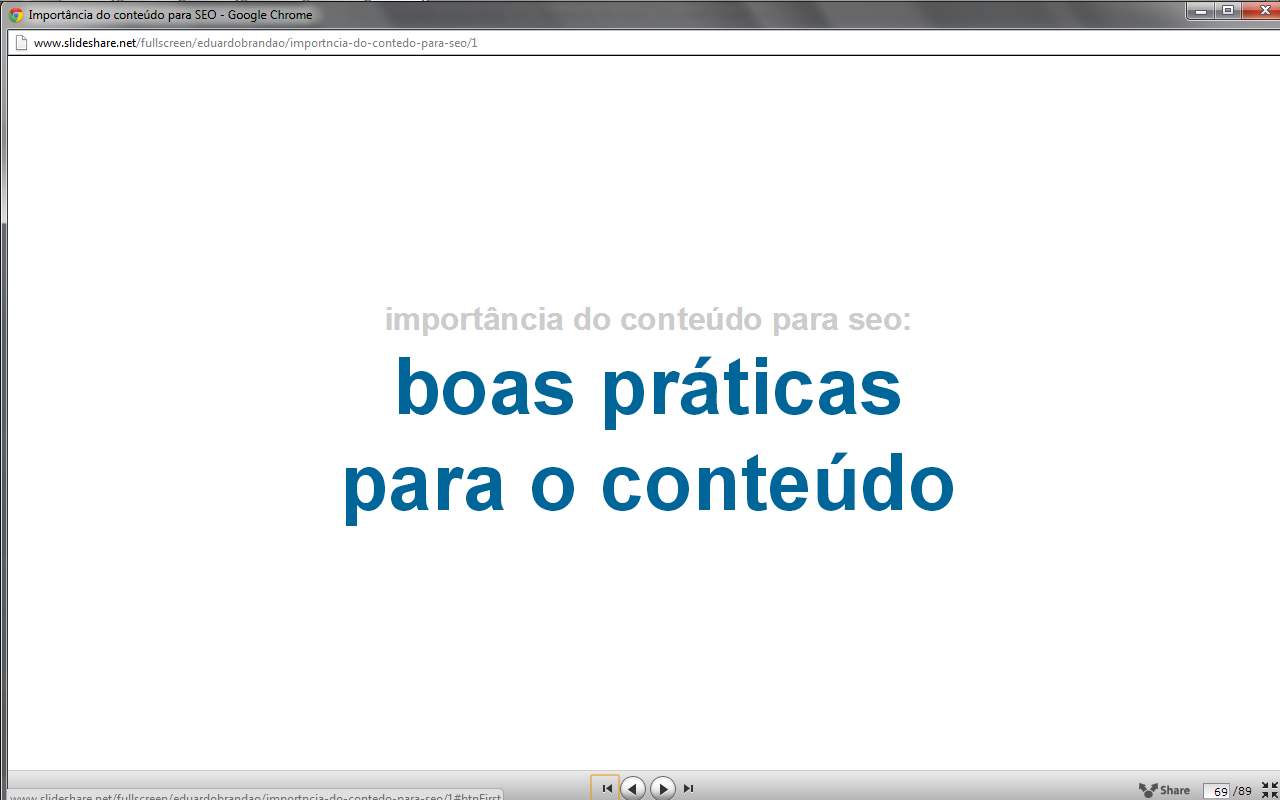 Importância do conteúdo para SEO - Google Chrome
www.slideshare.net/fullscreen/eduardobrandao/importncia-do-contedo-para-seo/1
importância do conteúdo para seo:
boas práticas
para o conteúdo
Share 69 /89
www.slideshare.net/fullscreen/eduardobrandao/importncia-do-contedo-para-seo/1#btnFirst